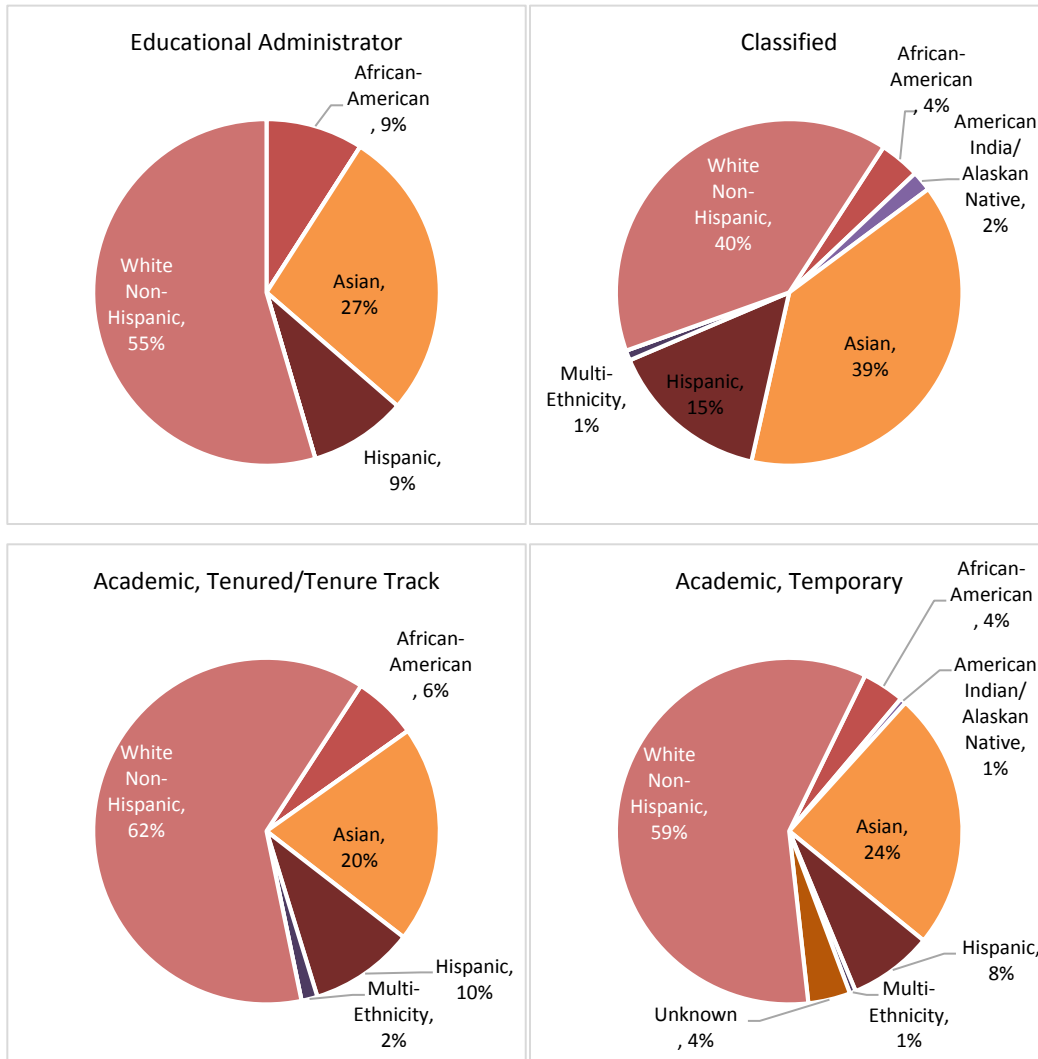 Educational Administrator
African-
American
, 9%
White
Non-
Hispanic,
55%
Asian,
27%
Hispanic,
9%
Classified
African-
American
, 4%
American
India/
Alaskan
Native,
2%
White
Non-
Hispanic,
40%
Asian,
39%
Multi-
Ethnicity,
1%
Hispanic,
15%
Academic, Tenured/Tenure Track
African-
American
, 6%
White
Non-
Hispanic,
62%
Asian,
20%
Hispanic,
10%
Multi-
Ethnicity,
2%
Academic, Temporary
African-
American
, 4%
American
Indian/
Alaskan
Native,
1%
White
Non-
Hispanic,
59%
Asian,
24%
Hispanic,
8%
Multi-
Ethnicity,
1%
Unknown
, 4%